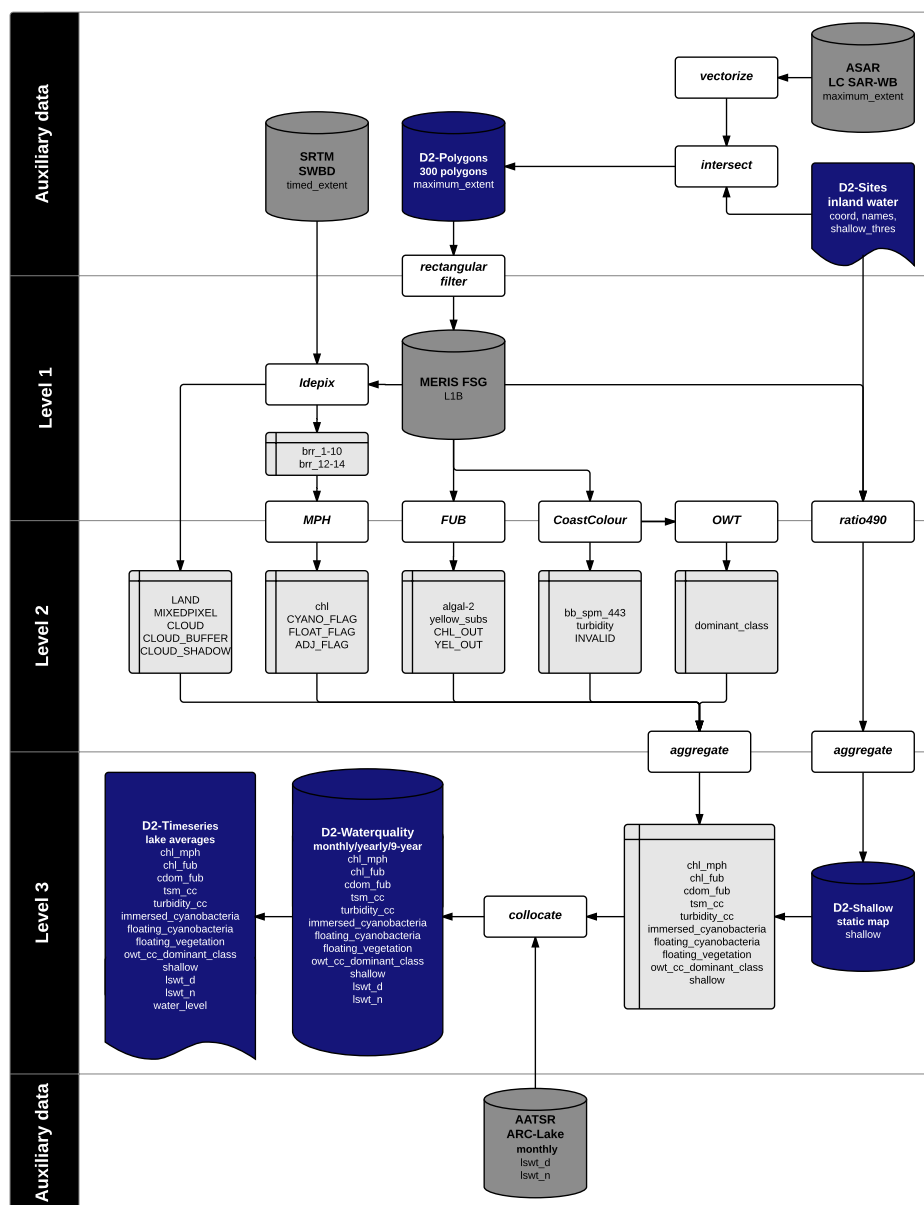 Auxiliary data
ASAR
LC SAR-WB
maximum_extent
vectorize
SRTM
SWBD
timed_extent
D2-Polygons
300 polygons
maximum_extent
intersect
D2-Sites
inland water
coord, names,
shallow_thres
rectangular
filter
Level 1
Idepix
MERIS FSG
L1B
brr_1-10
brr_12-14
MPH
FUB
CoastColour
OWT
ratio490
Level 2
LAND
MIXEDPIXEL
CLOUD
CLOUD_BUFFER
CLOUD_SHADOW
chl
CYANO_FLAG
FLOAT_FLAG
ADJ_FLAG
algal-2
yellow_subs
CHL_OUT
YEL_OUT
bb_spm_443
turbidity
INVALID
dominant_class
aggregate
aggregate
Level 3
D2-Timeseries
lake averages
chl_mph
chl_fub
cdom_fub
tsm_cc
turbidity_cc
immersed_cyanobacteria
floating_cyanobacteria
floating_vegetation
owt_cc_dominant_class
shallow
lswt_d
lswt_n
water_level
D2-Waterquality
monthly/yearly/9-year
chl_mph
chl_fub
cdom_fub
tsm_cc
turbidity_cc
immersed_cyanobacteria
floating_cyanobacteria
floating_vegetation
owt_cc_dominant_class
shallow
lswt_d
lswt_n
collocate
chl_mph
chl_fub
cdom_fub
tsm_cc
turbidity_cc
immersed_cyanobacteria
floating_cyanobacteria
floating_vegetation
owt_cc_dominant_class
shallow
D2-Shallow
static map
shallow
Auxiliary data
AATSR
ARC-Lake
monthly
lswt_d
lswt_n